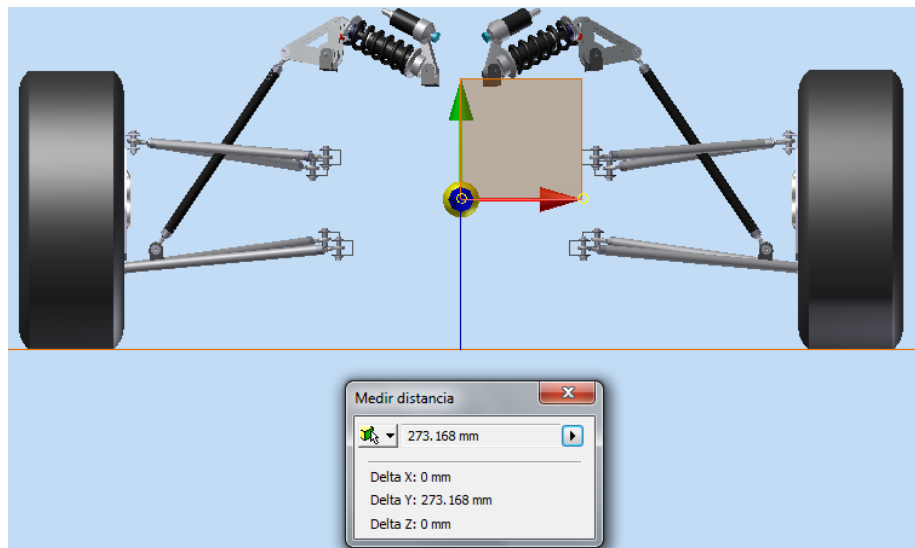 Medir distancia
273.168 mm
Delta X: 0 mm
Delta Y: 273.168 mm
Delta Z: 0 mm